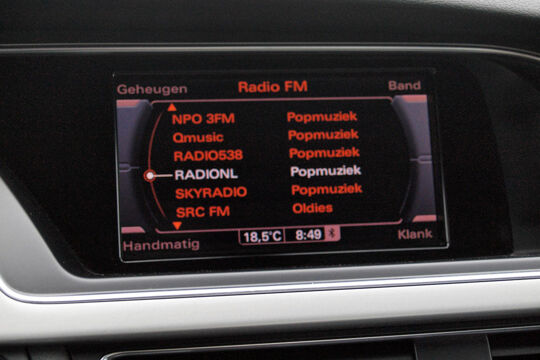 Geheugen Radio FM Band
NPO 3FM Popmuziek
Qmusic Popmuziek
RADIO538 Popmuziek
RADIONL Popmuziek
SKYRADIO Popmuziek
SRC FM Oldies
Handmatig 18,5°C 8:49 Klank